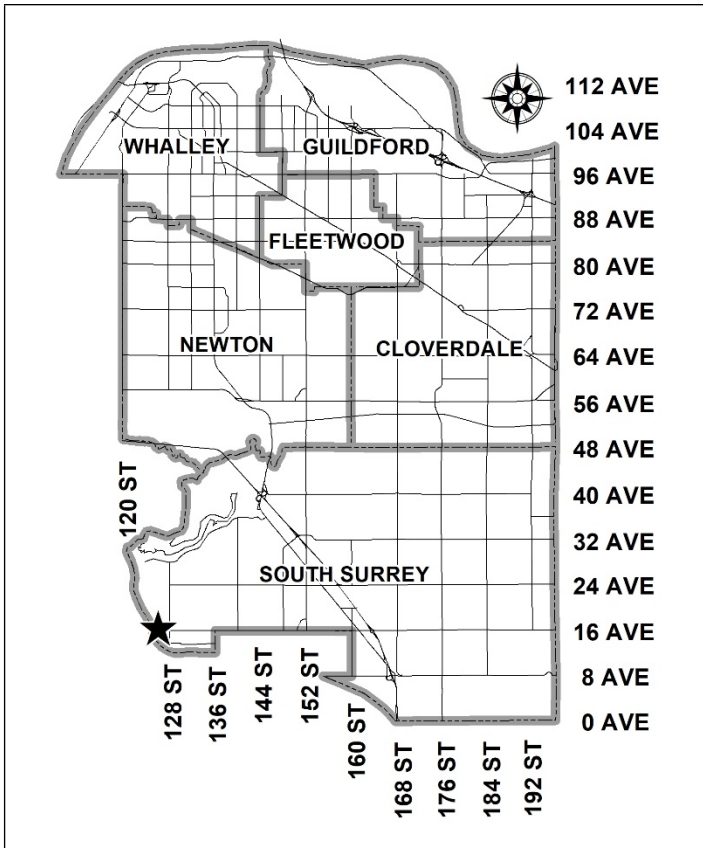 112 AVE
104 AVE
WHALLEY
GUILDFORD
96 AVE
88 AVE
FLEETWOOD
80 AVE
72 AVE
NEWTON
CLOVERDALE
64 AVE
56 AVE
48 AVE
120 ST
40 AVE
32 AVE
SOUTH SURREY
24 AVE
16 AVE
8 AVE
0 AVE
128 ST
136 ST
144 ST
152 ST
160 ST
168 ST
176 ST
184 ST
192 ST